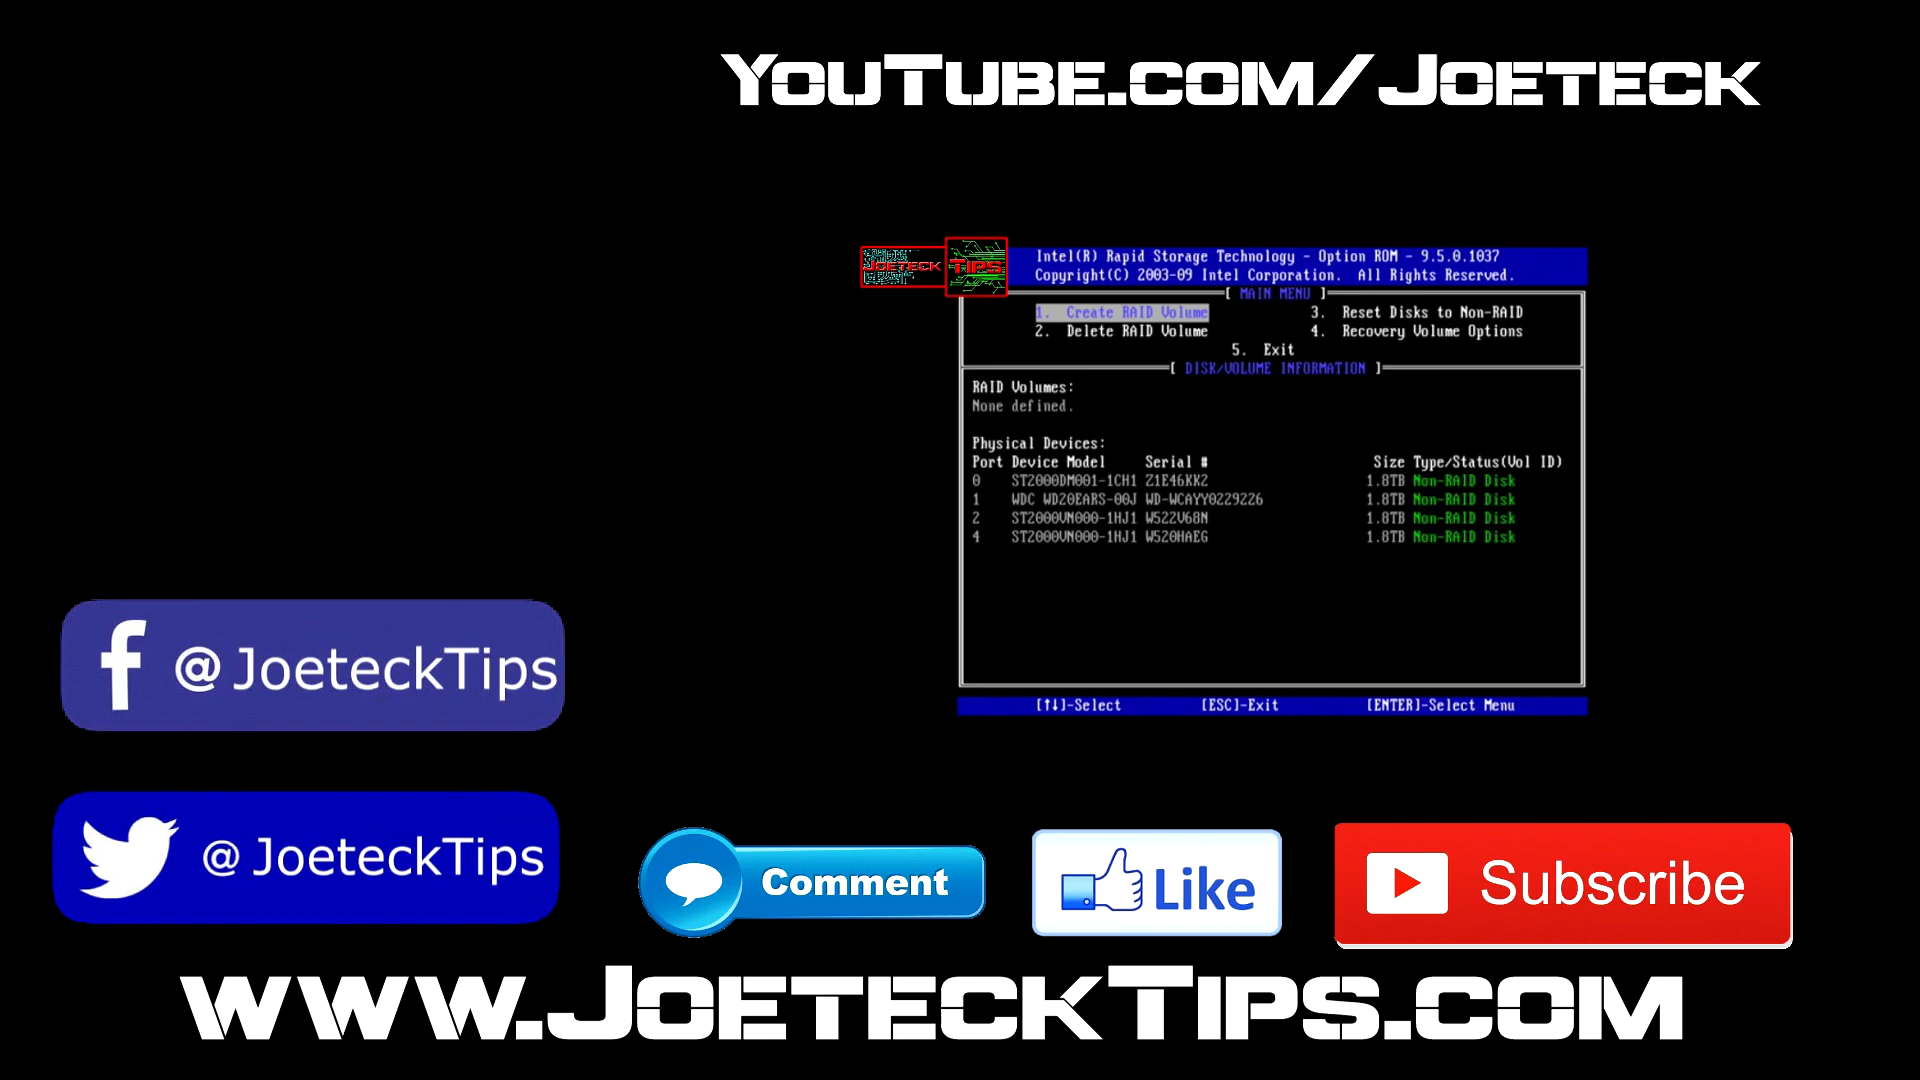 YouTube.com/Joeteck
Joeteck Tips
Intel(R) Rapid Storage Technology - Option ROM - 9.5.0.1037
Copyright(C) 2003-09 Intel Corporation. All Rights Reserved.
[ MAIN MENU ]
1. Create RAID Volume 3. Reset Disks to Non-RAID
2. Delete RAID Volume 4. Recovery Volume Options
5. Exit
[ DISK/VOLUME INFORMATION ]
RAID Volumes:
None defined.
Physical Devices:
Port Device Model Serial # Size Type/Status(Vol ID)
0 ST2000DM001-1CH1 Z1E46KK2 1.8TB Non-RAID Disk
1 WDC WD20EARS-00J WD-WCAYY0229226 1.8TB Non-RAID Disk
2 ST2000VN000-1HJ1 W522V68N 1.8TB Non-RAID Disk
4 ST2000VN000-1HJ1 W520HAEG 1.8TB Non-RAID Disk
[↑↓]-Select [ESC]-Exit [ENTER]-Select Menu
f @JoeteckTips
@JoeteckTips
Comment
Like
Subscribe
www.JoeteckTips.com